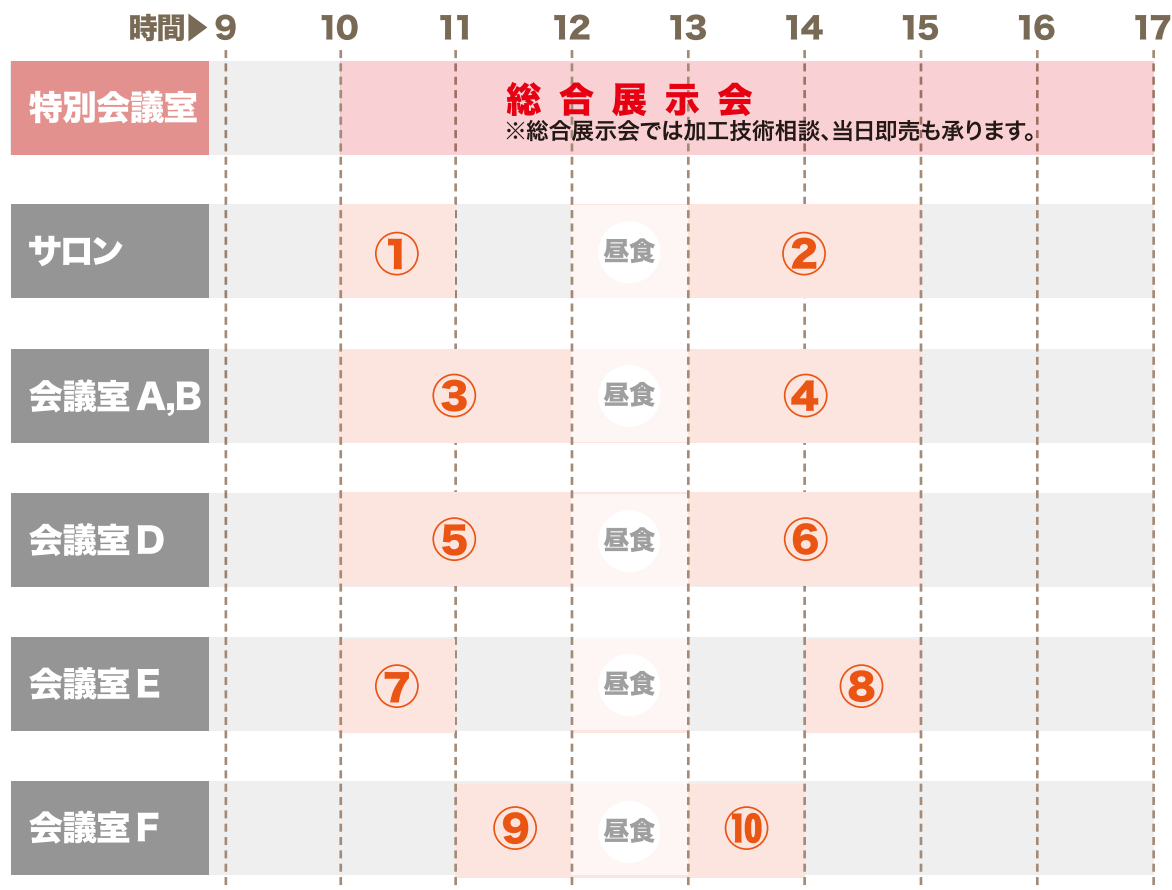 時間▶9 10 11 12 13 14 15 16 17
特別会議室
総合展示会
※総合展示会では加工技術相談、当日即売も承ります。
サロン ① 昼食 ②
会議室A,B ③ 昼食 ④
会議室D ⑤ 昼食 ⑥
会議室E ⑦ 昼食 ⑧
会議室F ⑨ 昼食 ⑩